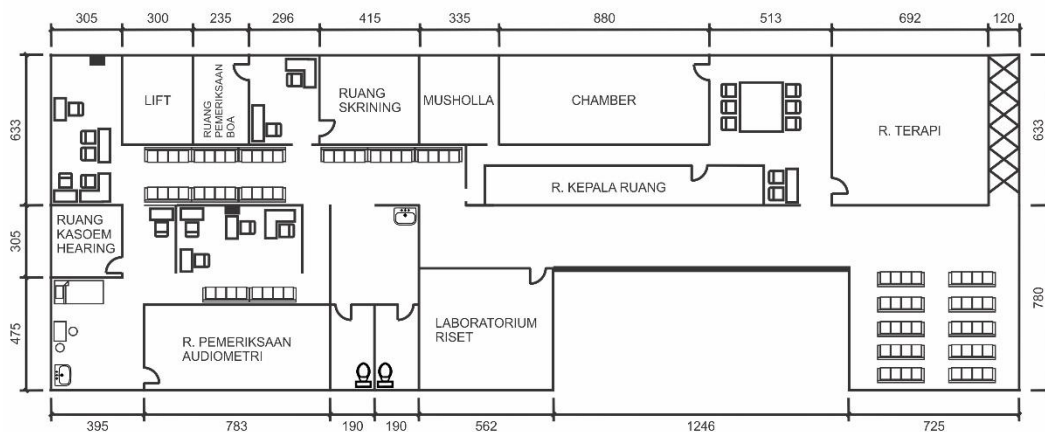 305 300 235 296 415 335 880 513 692 120
633
LIFT
RUANG
PEMERIKSAAN
BOA
RUANG
SKRINING
MUSHOLLA
CHAMBER
R. TERAPI
633
R. KEPALA RUANG
305
RUANG
KASOEM
HEARING
475
R. PEMERIKSAAN
AUDIOMETRI
LABORATORIUM
RISET
780
395 783 190 190 562 1246 725